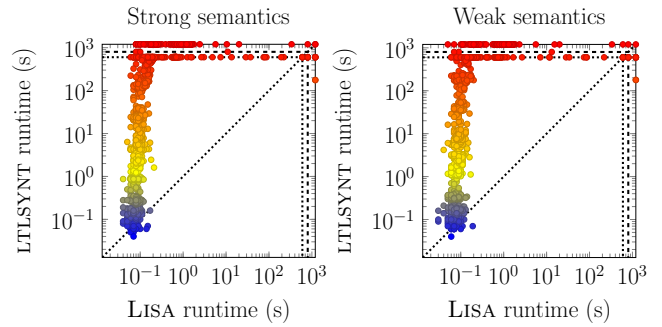 Strong semantics
10^3
10^2
10^1
10^0
10^−1
LTLSYNT runtime (s)
10^−1 10^0 10^1 10^2 10^3
LISA runtime (s)
Weak semantics
10^3
10^2
10^1
10^0
10^−1
LTLSYNT runtime (s)
10^−1 10^0 10^1 10^2 10^3
LISA runtime (s)